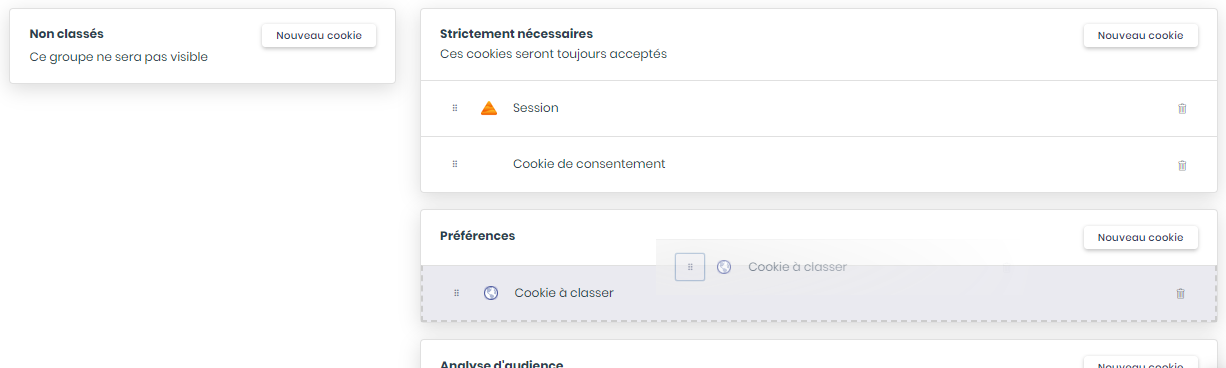 Non classés
Nouveau cookie
Ce groupe ne sera pas visible
Strictement nécessaires
Nouveau cookie
Ces cookies seront toujours acceptés
Session
Cookie de consentement
Préférences
Nouveau cookie
Cookie à classer
Cookie à classer
Analyse d'audience
Nouveau cookie